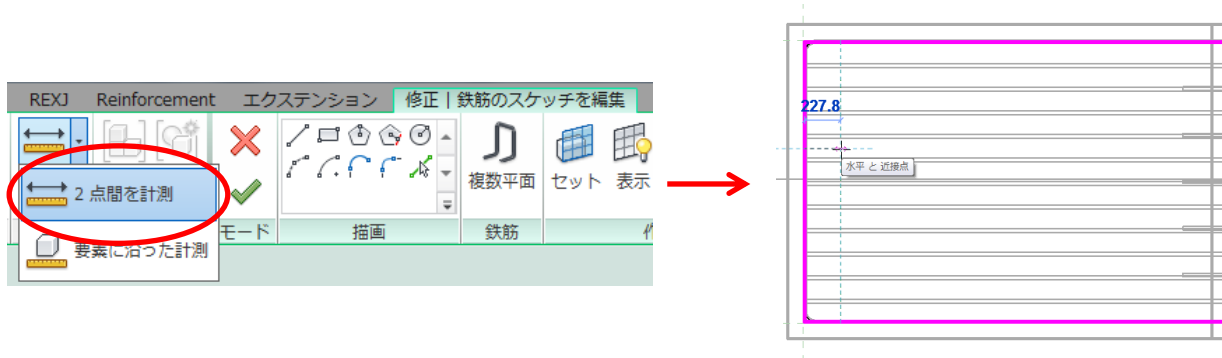 REXJ Reinforcement エクステンション 修正 | 鉄筋のスケッチを編集
2 点間を計測
要素に沿った計測
複数平面 セット 表示
モード 描画 鉄筋
227.8
水平 と 近接点